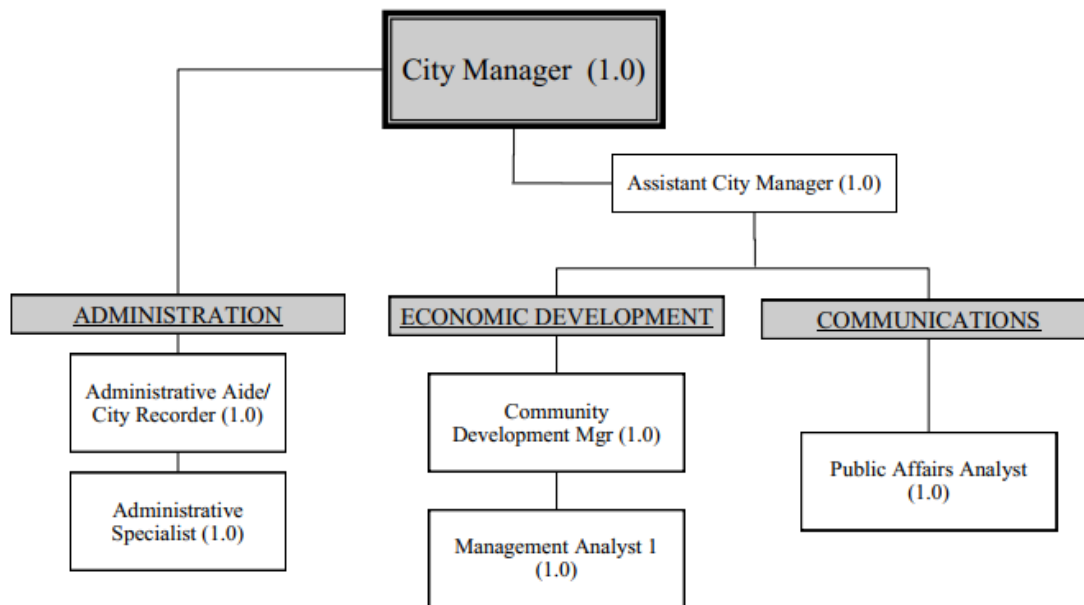 City Manager (1.0)
Assistant City Manager (1.0)
ADMINISTRATION
ECONOMIC DEVELOPMENT
COMMUNICATIONS
Administrative Aide/
City Recorder (1.0)
Administrative
Specialist (1.0)
Community
Development Mgr (1.0)
Management Analyst 1
(1.0)
Public Affairs Analyst
(1.0)